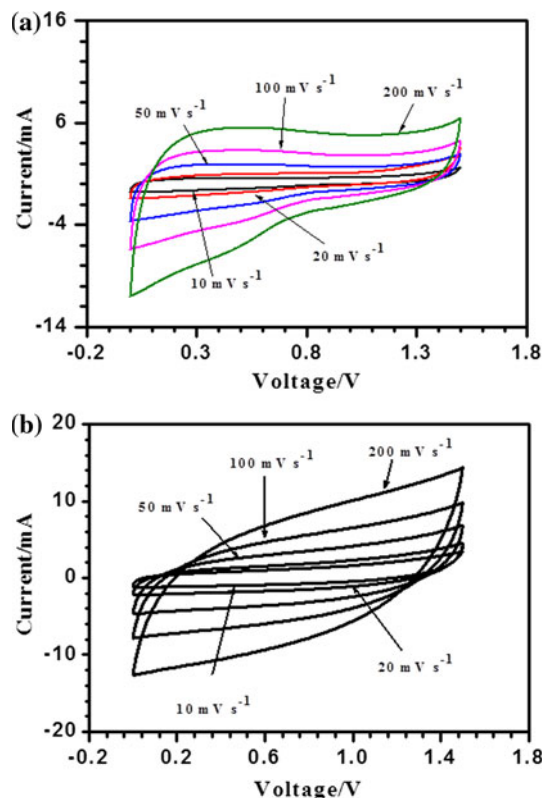 (a)
16
6
-4
-14
Current/mA
50 mV s⁻¹
100 mV s⁻¹
200 mV s⁻¹
10 mV s⁻¹
20 mV s⁻¹
-0.2
0.3
0.8
1.3
1.8
Voltage/V
(b)
20
10
0
-10
-20
Current/mA
50 mV s⁻¹
100 mV s⁻¹
200 mV s⁻¹
10 mV s⁻¹
20 mV s⁻¹
-0.2
0.2
0.6
1.0
1.4
1.8
Voltage/V